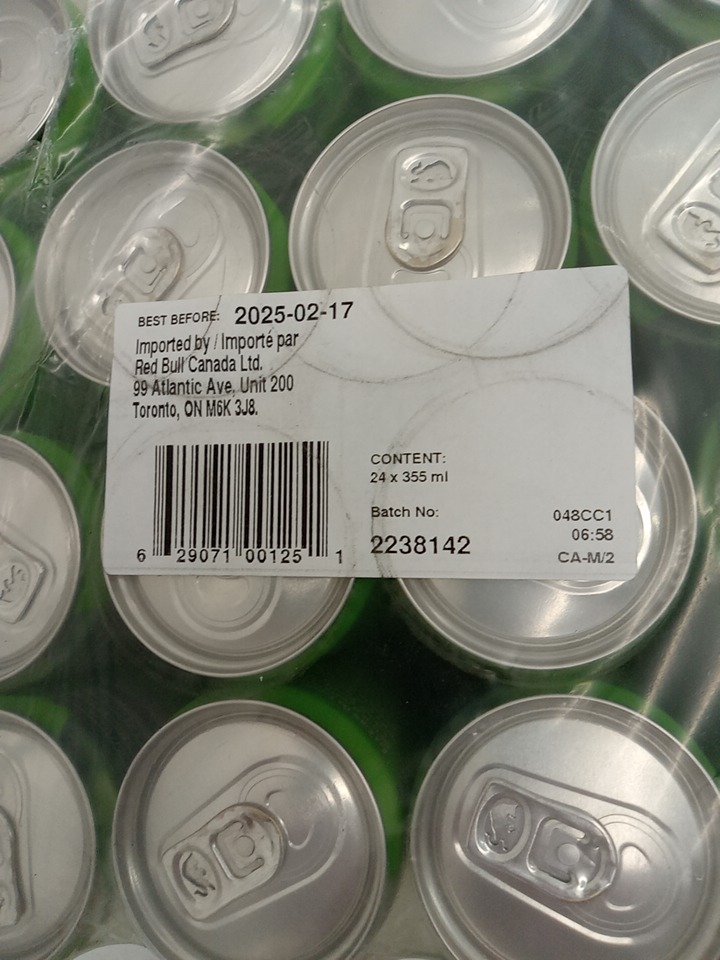 BEST BEFORE: 2025-02-17
Imported by / Importé par
Red Bull Canada Ltd.
99 Atlantic Ave, Unit 200
Toronto, ON M6K 3J8.
CONTENT:
24 x 355 ml
Batch No: 048CC1
06:58
2238142 CA-M/2
6 29071 00125 1